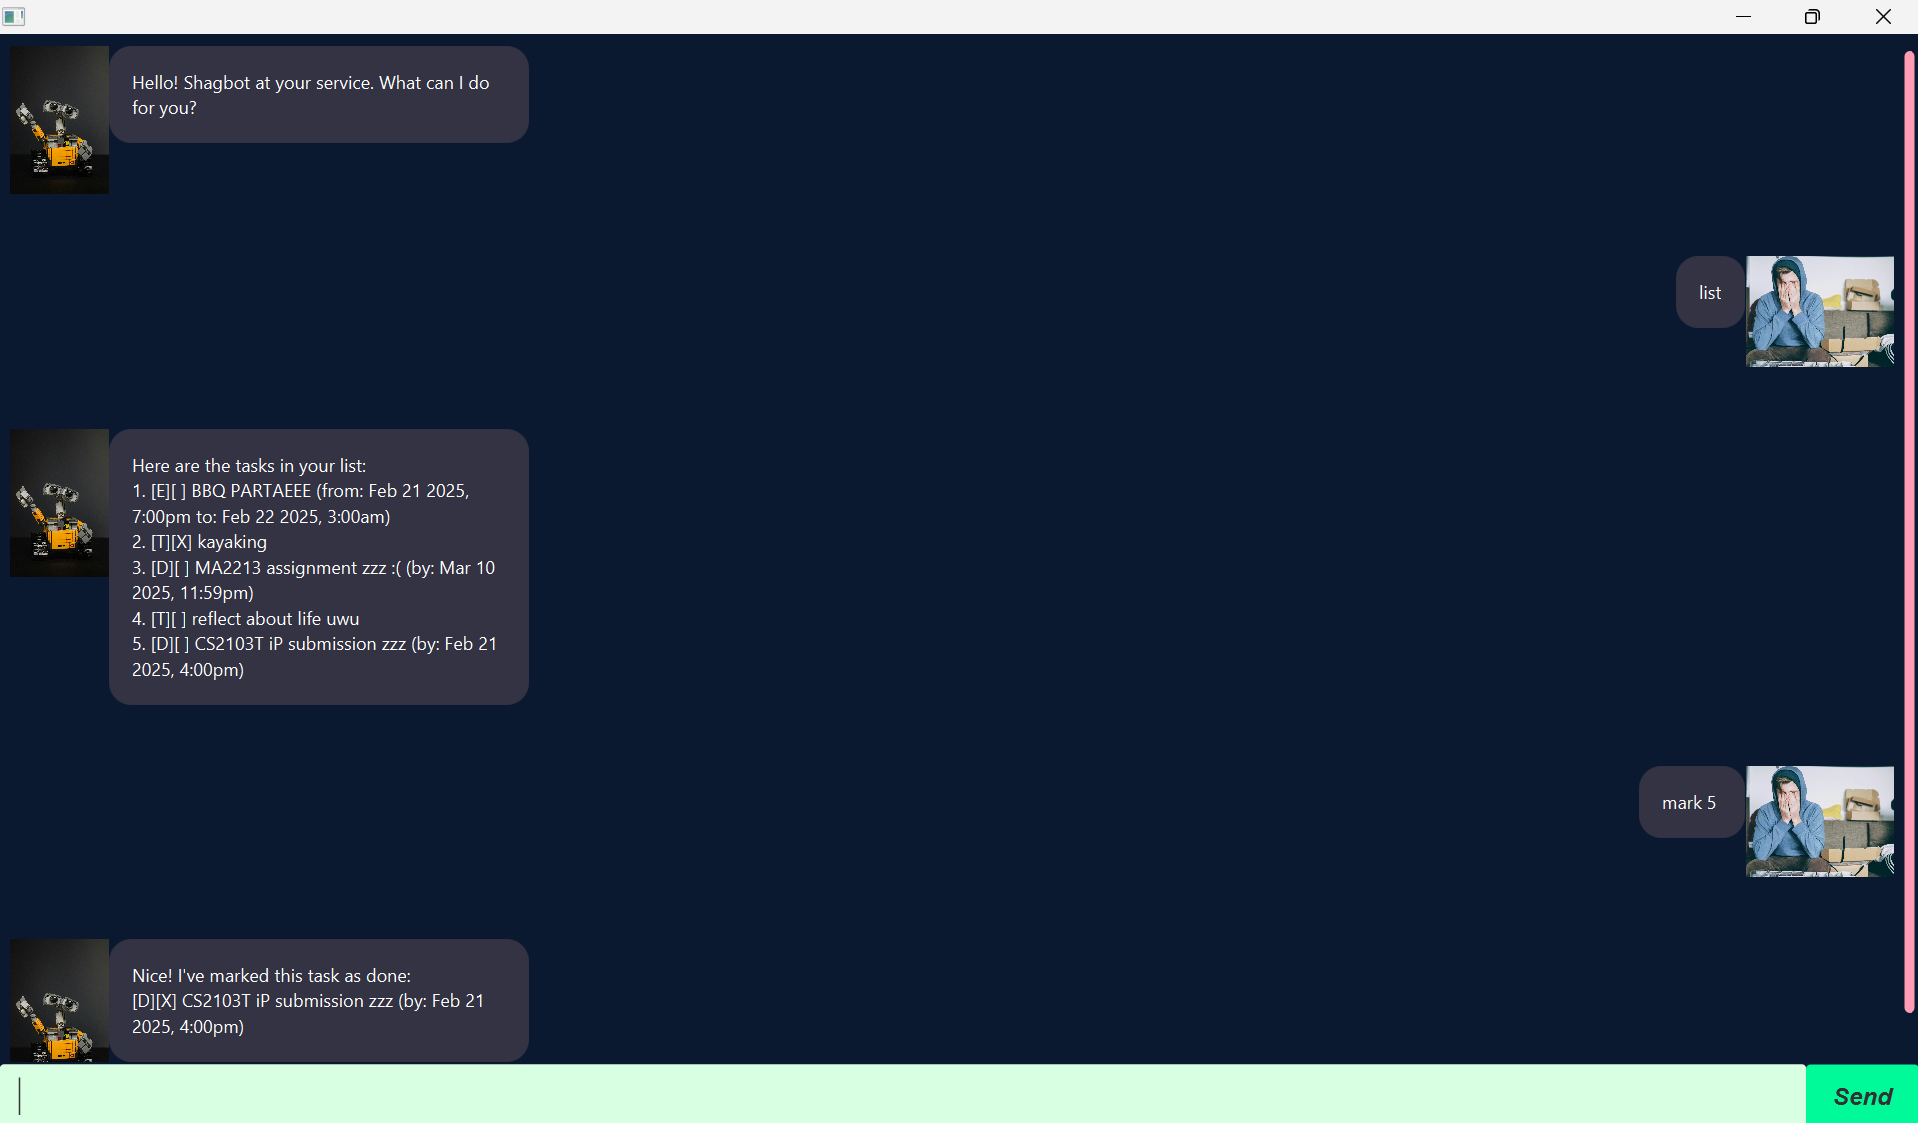 Hello! Shagbot at your service. What can I do
for you?
list
Here are the tasks in your list:
1. [E][ ] BBQ PARTAEEE (from: Feb 21 2025,
7:00pm to: Feb 22 2025, 3:00am)
2. [T][X] kayaking
3. [D][ ] MA2213 assignment zzz :( (by: Mar 10
2025, 11:59pm)
4. [T][ ] reflect about life uwu
5. [D][ ] CS2103T iP submission zzz (by: Feb 21
2025, 4:00pm)
mark 5
Nice! I've marked this task as done:
[D][X] CS2103T iP submission zzz (by: Feb 21
2025, 4:00pm)
Send